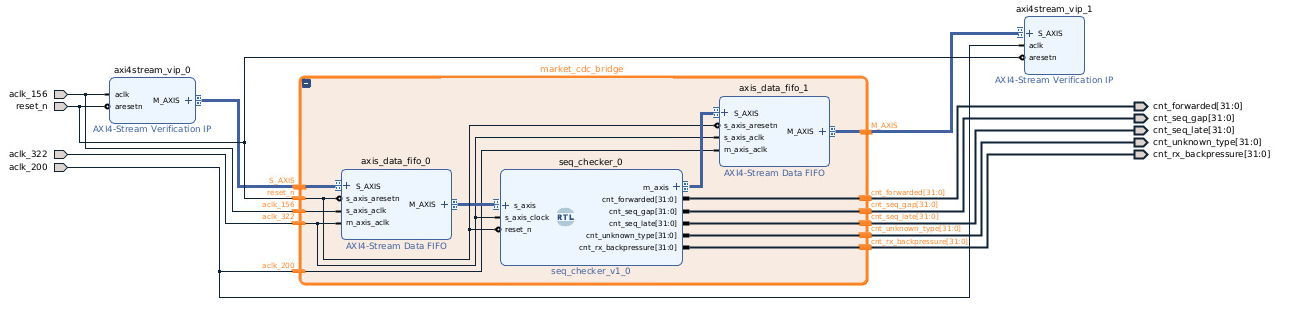 axi4stream_vip_1
S_AXIS
aclk
aresetn
AXI4-Stream Verification IP
axi4stream_vip_0
aclk
aresetn
M_AXIS
AXI4-Stream Verification IP
aclk_156
reset_n
aclk_322
aclk_200
market_cdc_bridge
S_AXIS
reset_n
aclk_156
aclk_322
aclk_200
axis_data_fifo_0
S_AXIS
s_axis_aresetn
s_axis_aclk
m_axis_aclk
M_AXIS
AXI4-Stream Data FIFO
seq_checker_0
s_axis
s_axis_clock
reset_n
RTL
m_axis
cnt_forwarded[31:0]
cnt_seq_gap[31:0]
cnt_seq_late[31:0]
cnt_unknown_type[31:0]
cnt_rx_backpressure[31:0]
seq_checker_v1_0
axis_data_fifo_1
S_AXIS
s_axis_aresetn
s_axis_aclk
m_axis_aclk
M_AXIS
AXI4-Stream Data FIFO
M_AXIS
cnt_forwarded[31:0]
cnt_seq_gap[31:0]
cnt_seq_late[31:0]
cnt_unknown_type[31:0]
cnt_rx_backpressure[31:0]
cnt_forwarded[31:0]
cnt_seq_gap[31:0]
cnt_seq_late[31:0]
cnt_unknown_type[31:0]
cnt_rx_backpressure[31:0]